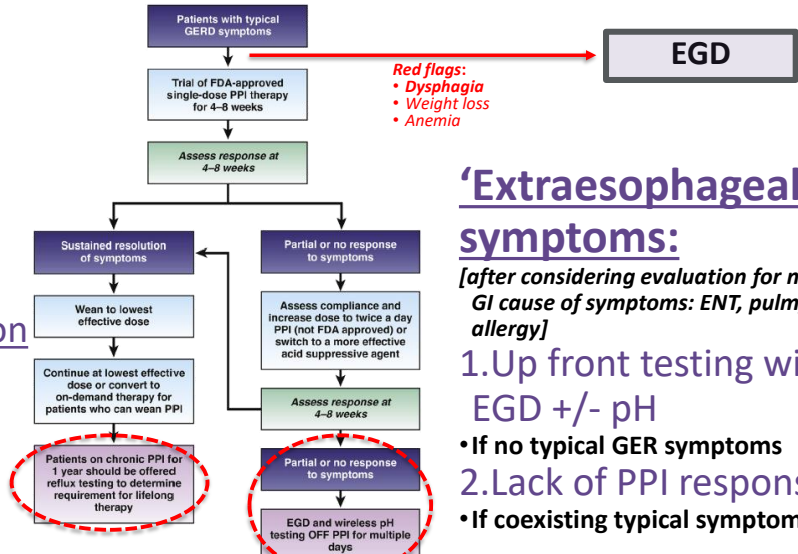 Patients with typical
GERD symptoms
EGD
Red flags:
• Dysphagia
• Weight loss
• Anemia
Trial of FDA-approved
single-dose PPI therapy
for 4–8 weeks
Assess response at
4–8 weeks
Sustained resolution
of symptoms
Partial or no response
to symptoms
Wean to lowest
effective dose
Assess compliance and
increase dose to twice a day
PPI (not FDA approved) or
switch to a more effective
acid suppressive agent
on
Continue at lowest effective
dose or convert to
on-demand therapy for
patients who can wean PPI
Assess response at
4–8 weeks
Patients on chronic PPI for
1 year should be offered
reflux testing to determine
requirement for lifelong
therapy
Partial or no response
to symptoms
EGD and wireless pH
testing OFF PPI for multiple
days
‘Extraesophageal
symptoms:
[after considering evaluation for
GI cause of symptoms: ENT, pulm
allergy]
1.Up front testing wi
EGD +/- pH
•If no typical GER symptoms
2.Lack of PPI respons
•If coexisting typical symptom